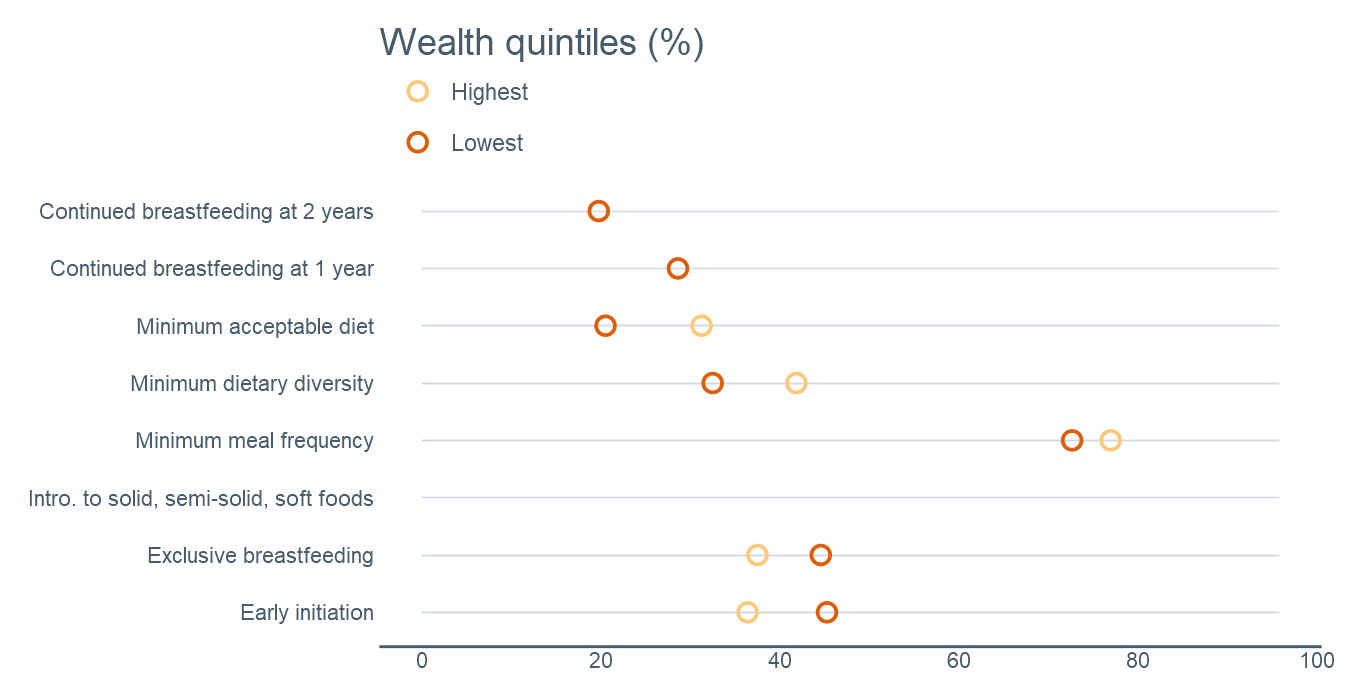 Wealth quintiles (%)
Highest
Lowest
Continued breastfeeding at 2 years
Continued breastfeeding at 1 year
Minimum acceptable diet
Minimum dietary diversity
Minimum meal frequency
Intro. to solid, semi-solid, soft foods
Exclusive breastfeeding
Early initiation
0 20 40 60 80 100